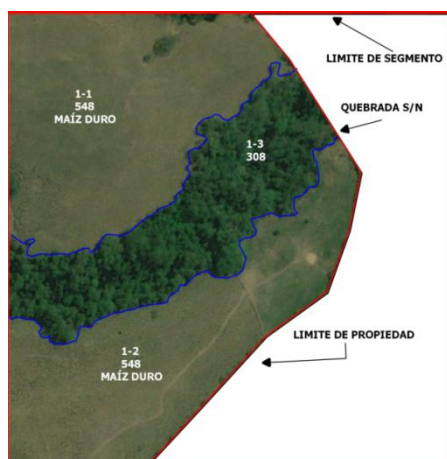 LIMITE DE SEGMENTO
1-1
548
MAÍZ DURO
QUEBRADA S/N
1-3
308
LIMITE DE PROPIEDAD
1-2
548
MAÍZ DURO